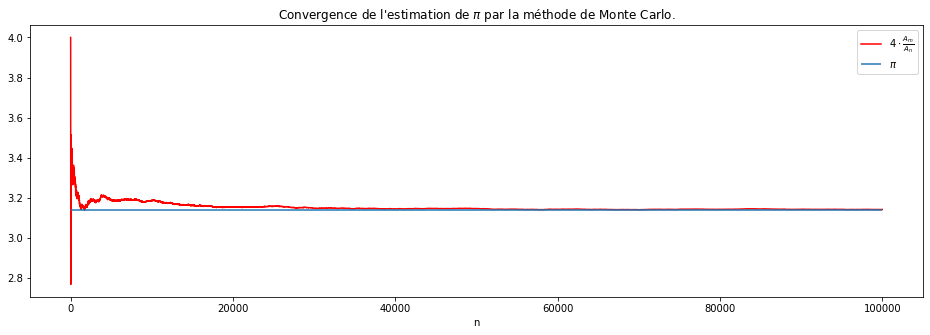 Convergence de l'estimation de π par la méthode de Monte Carlo.
4.0
3.8
3.6
3.4
3.2
3.0
2.8
4 · A_m/A_n
π
0 20000 40000 60000 80000 100000
n